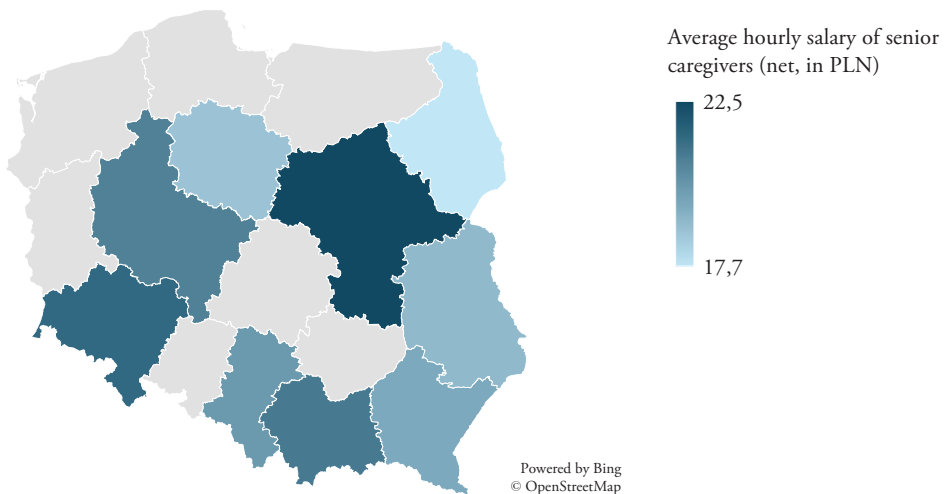 Average hourly salary of senior
caregivers (net, in PLN)
22,5
17,7
Powered by Bing
© OpenStreetMap